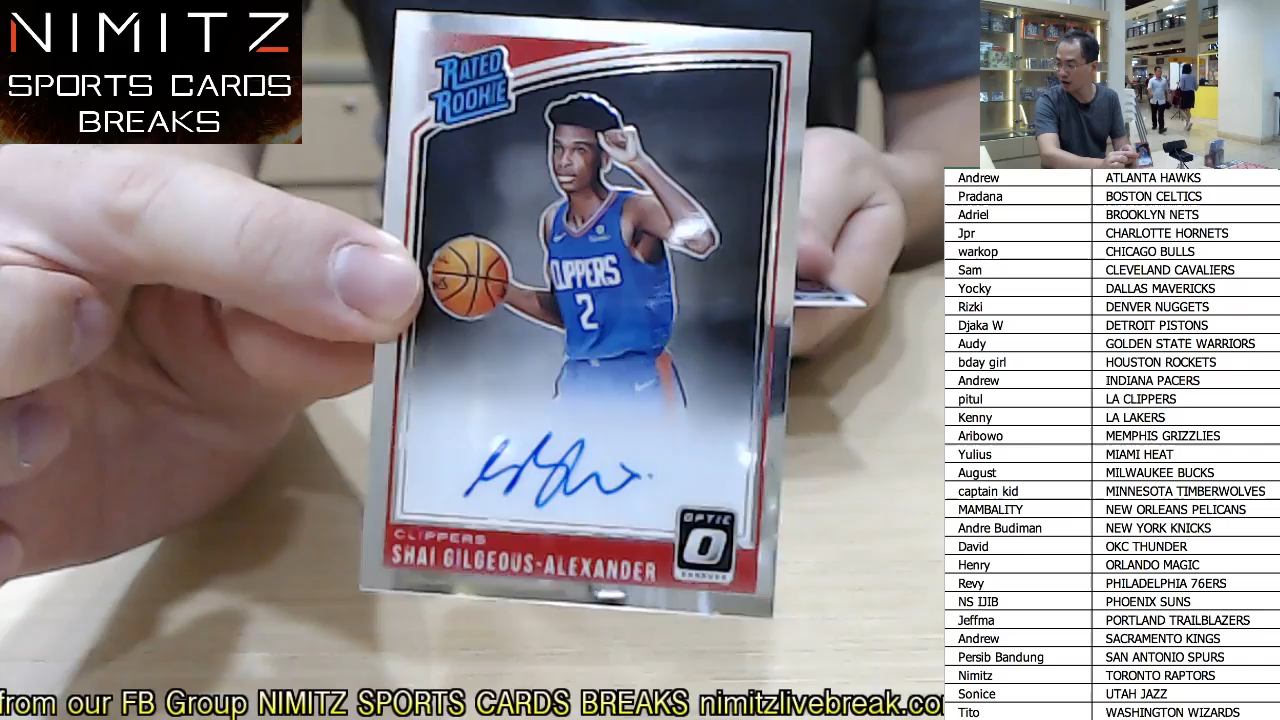 NIMITZ
SPORTS CARDS
BREAKS
RATED
ROOKIE
CLIPPERS
2
OPTIC
CLIPPERS
SHAI GILGEOUS-ALEXANDER
Andrew ATLANTA HAWKS
Pradana BOSTON CELTICS
Adriel BROOKLYN NETS
Jpr CHARLOTTE HORNETS
warkop CHICAGO BULLS
Sam CLEVELAND CAVALIERS
Yocky DALLAS MAVERICKS
Rizki DENVER NUGGETS
Djaka W DETROIT PISTONS
Audy GOLDEN STATE WARRIORS
bday girl HOUSTON ROCKETS
Andrew INDIANA PACERS
pitul LA CLIPPERS
Kenny LA LAKERS
Aribowo MEMPHIS GRIZZLIES
Yulius MIAMI HEAT
August MILWAUKEE BUCKS
captain kid MINNESOTA TIMBERWOLVES
MAMBALITY NEW ORLEANS PELICANS
Andre Budiman NEW YORK KNICKS
David OKC THUNDER
Henry ORLANDO MAGIC
Revy PHILADELPHIA 76ERS
NS IJIB PHOENIX SUNS
Jeffma PORTLAND TRAILBLAZERS
Andrew SACRAMENTO KINGS
Persib Bandung SAN ANTONIO SPURS
Nimitz TORONTO RAPTORS
Sonice UTAH JAZZ
Tito WASHINGTON WIZARDS
from our FB Group NIMITZ SPORTS CARDS BREAKS nimitzlivebreak.co